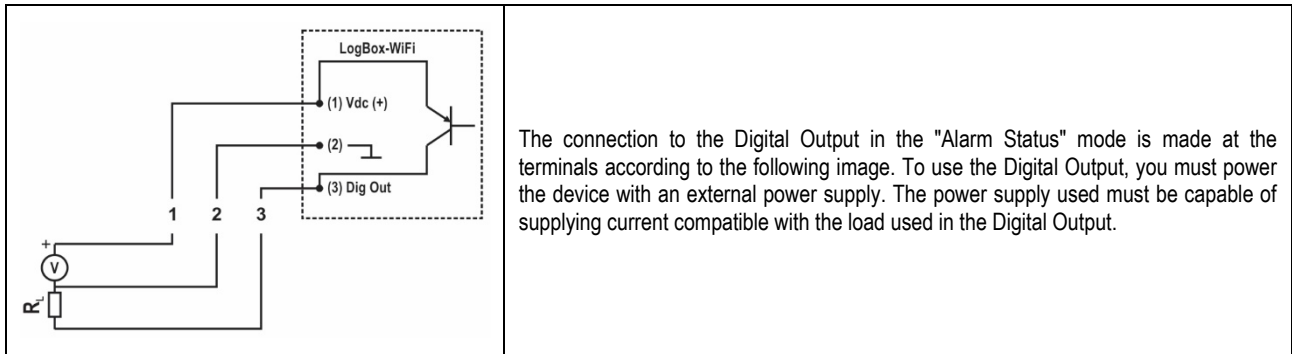 LogBox-WiFi
(1) Vdc (+)
(2)
(3) Dig Out
1 2 3
+
V
RL
The connection to the Digital Output in the "Alarm Status" mode is made at the
terminals according to the following image. To use the Digital Output, you must power
the device with an external power supply. The power supply used must be capable of
supplying current compatible with the load used in the Digital Output.